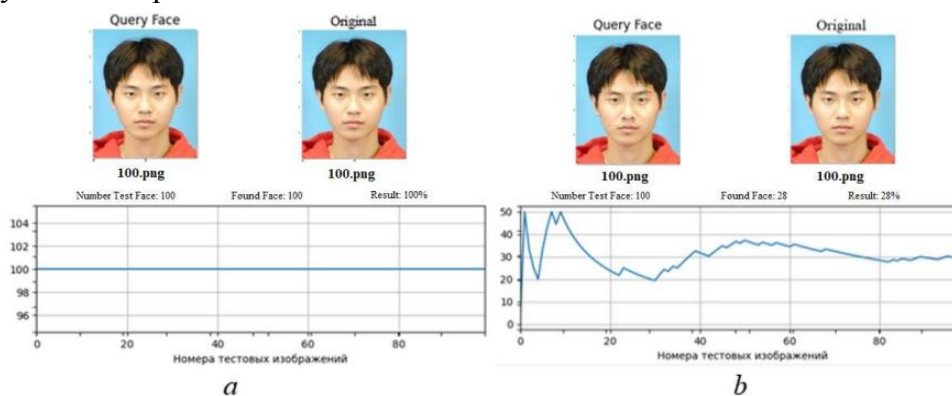 Query Face Original
100.png 100.png
Number Test Face: 100 Found Face: 100 Result: 100%
104
102
100
98
96
0 20 40 60 80
Номера тестовых изображений
a
Query Face Original
100.png 100.png
Number Test Face: 100 Found Face: 28 Result: 28%
50
40
30
20
10
0
0 20 40 60 80
Номера тестовых изображений
b